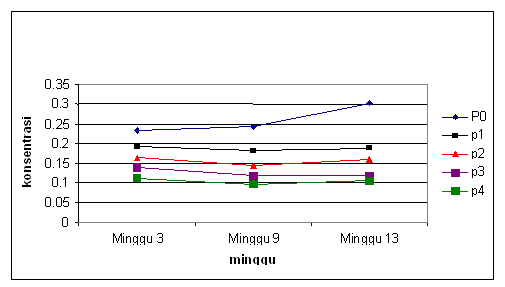 0.35
0.3
0.25
0.2
0.15
0.1
0.05
0
konsentrasi
Minggu 3
Minggu 9
Minggu 13
minggu
P0
p1
p2
p3
p4